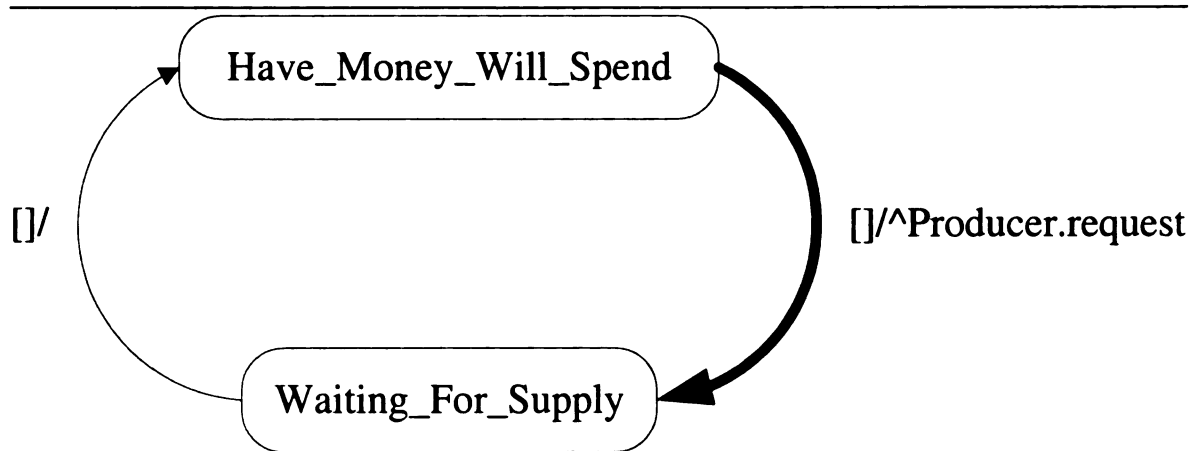 Have_Money_Will_Spend
[]/
[]/^Producer.request
Waiting_For_Supply